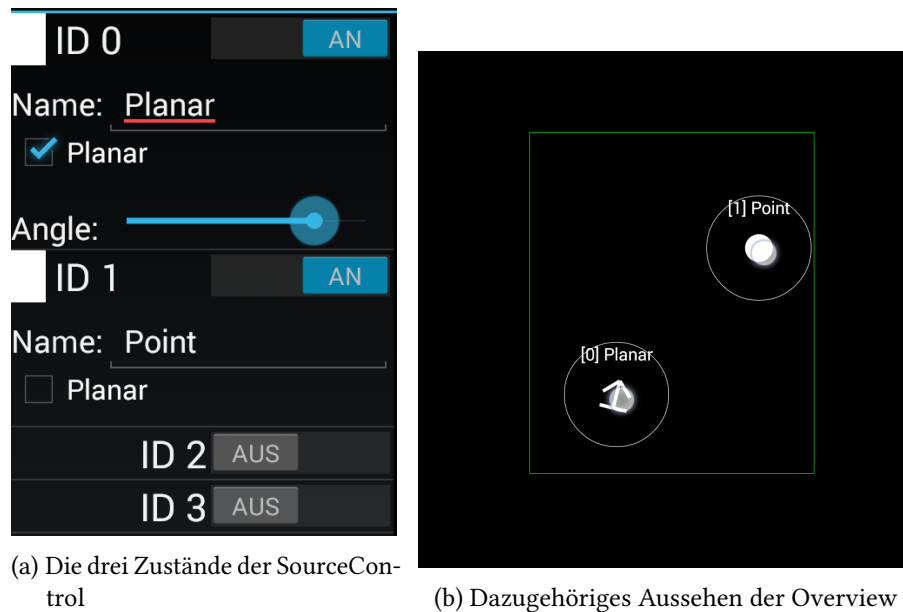 ID 0
AN
Name: Planar
Planar
Angle:
ID 1
AN
Name: Point
Planar
ID 2 AUS
ID 3 AUS
(a) Die drei Zustände der SourceCon-
trol
[1] Point
[0] Planar
(b) Dazugehöriges Aussehen der Overview